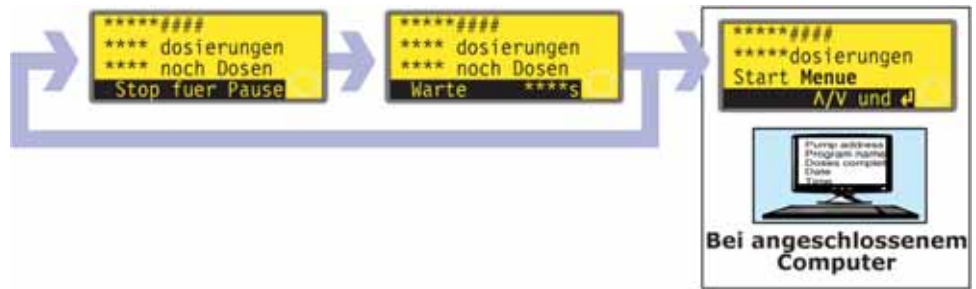 *****####
**** dosierungen
**** noch Dosen
Stop fuer Pause
*****####
**** dosierungen
**** noch Dosen
Warte ****s
*****####
*****dosierungen
Start Menue
Λ/V und ↵
Pump address
Program name
Doses complet
Date
Time
Bei angeschlossenem
Computer